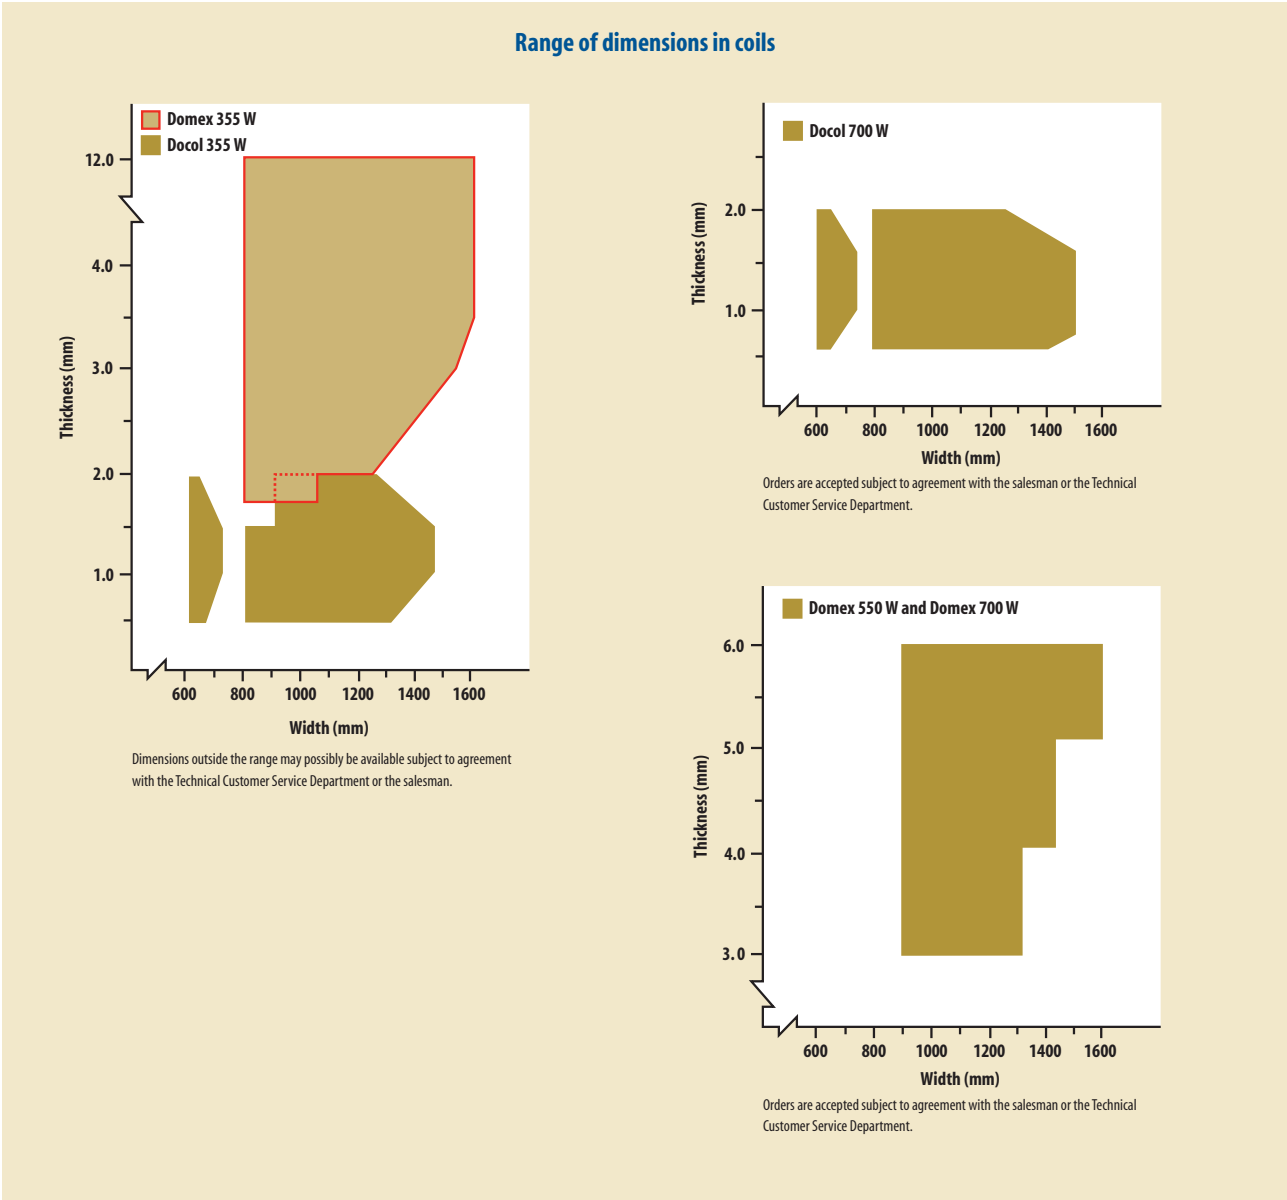 Range of dimensions in coils
Domex 355 W
Docol 355 W
12.0
4.0
3.0
2.0
1.0
Thickness (mm)
600 800 1000 1200 1400 1600
Width (mm)
Dimensions outside the range may possibly be available subject to agreement
with the Technical Customer Service Department or the salesman.
Docol 700 W
2.0
1.0
Thickness (mm)
600 800 1000 1200 1400 1600
Width (mm)
Orders are accepted subject to agreement with the salesman or the Technical
Customer Service Department.
Domex 550 W and Domex 700 W
6.0
5.0
4.0
3.0
Thickness (mm)
600 800 1000 1200 1400 1600
Width (mm)
Orders are accepted subject to agreement with the salesman or the Technical
Customer Service Department.